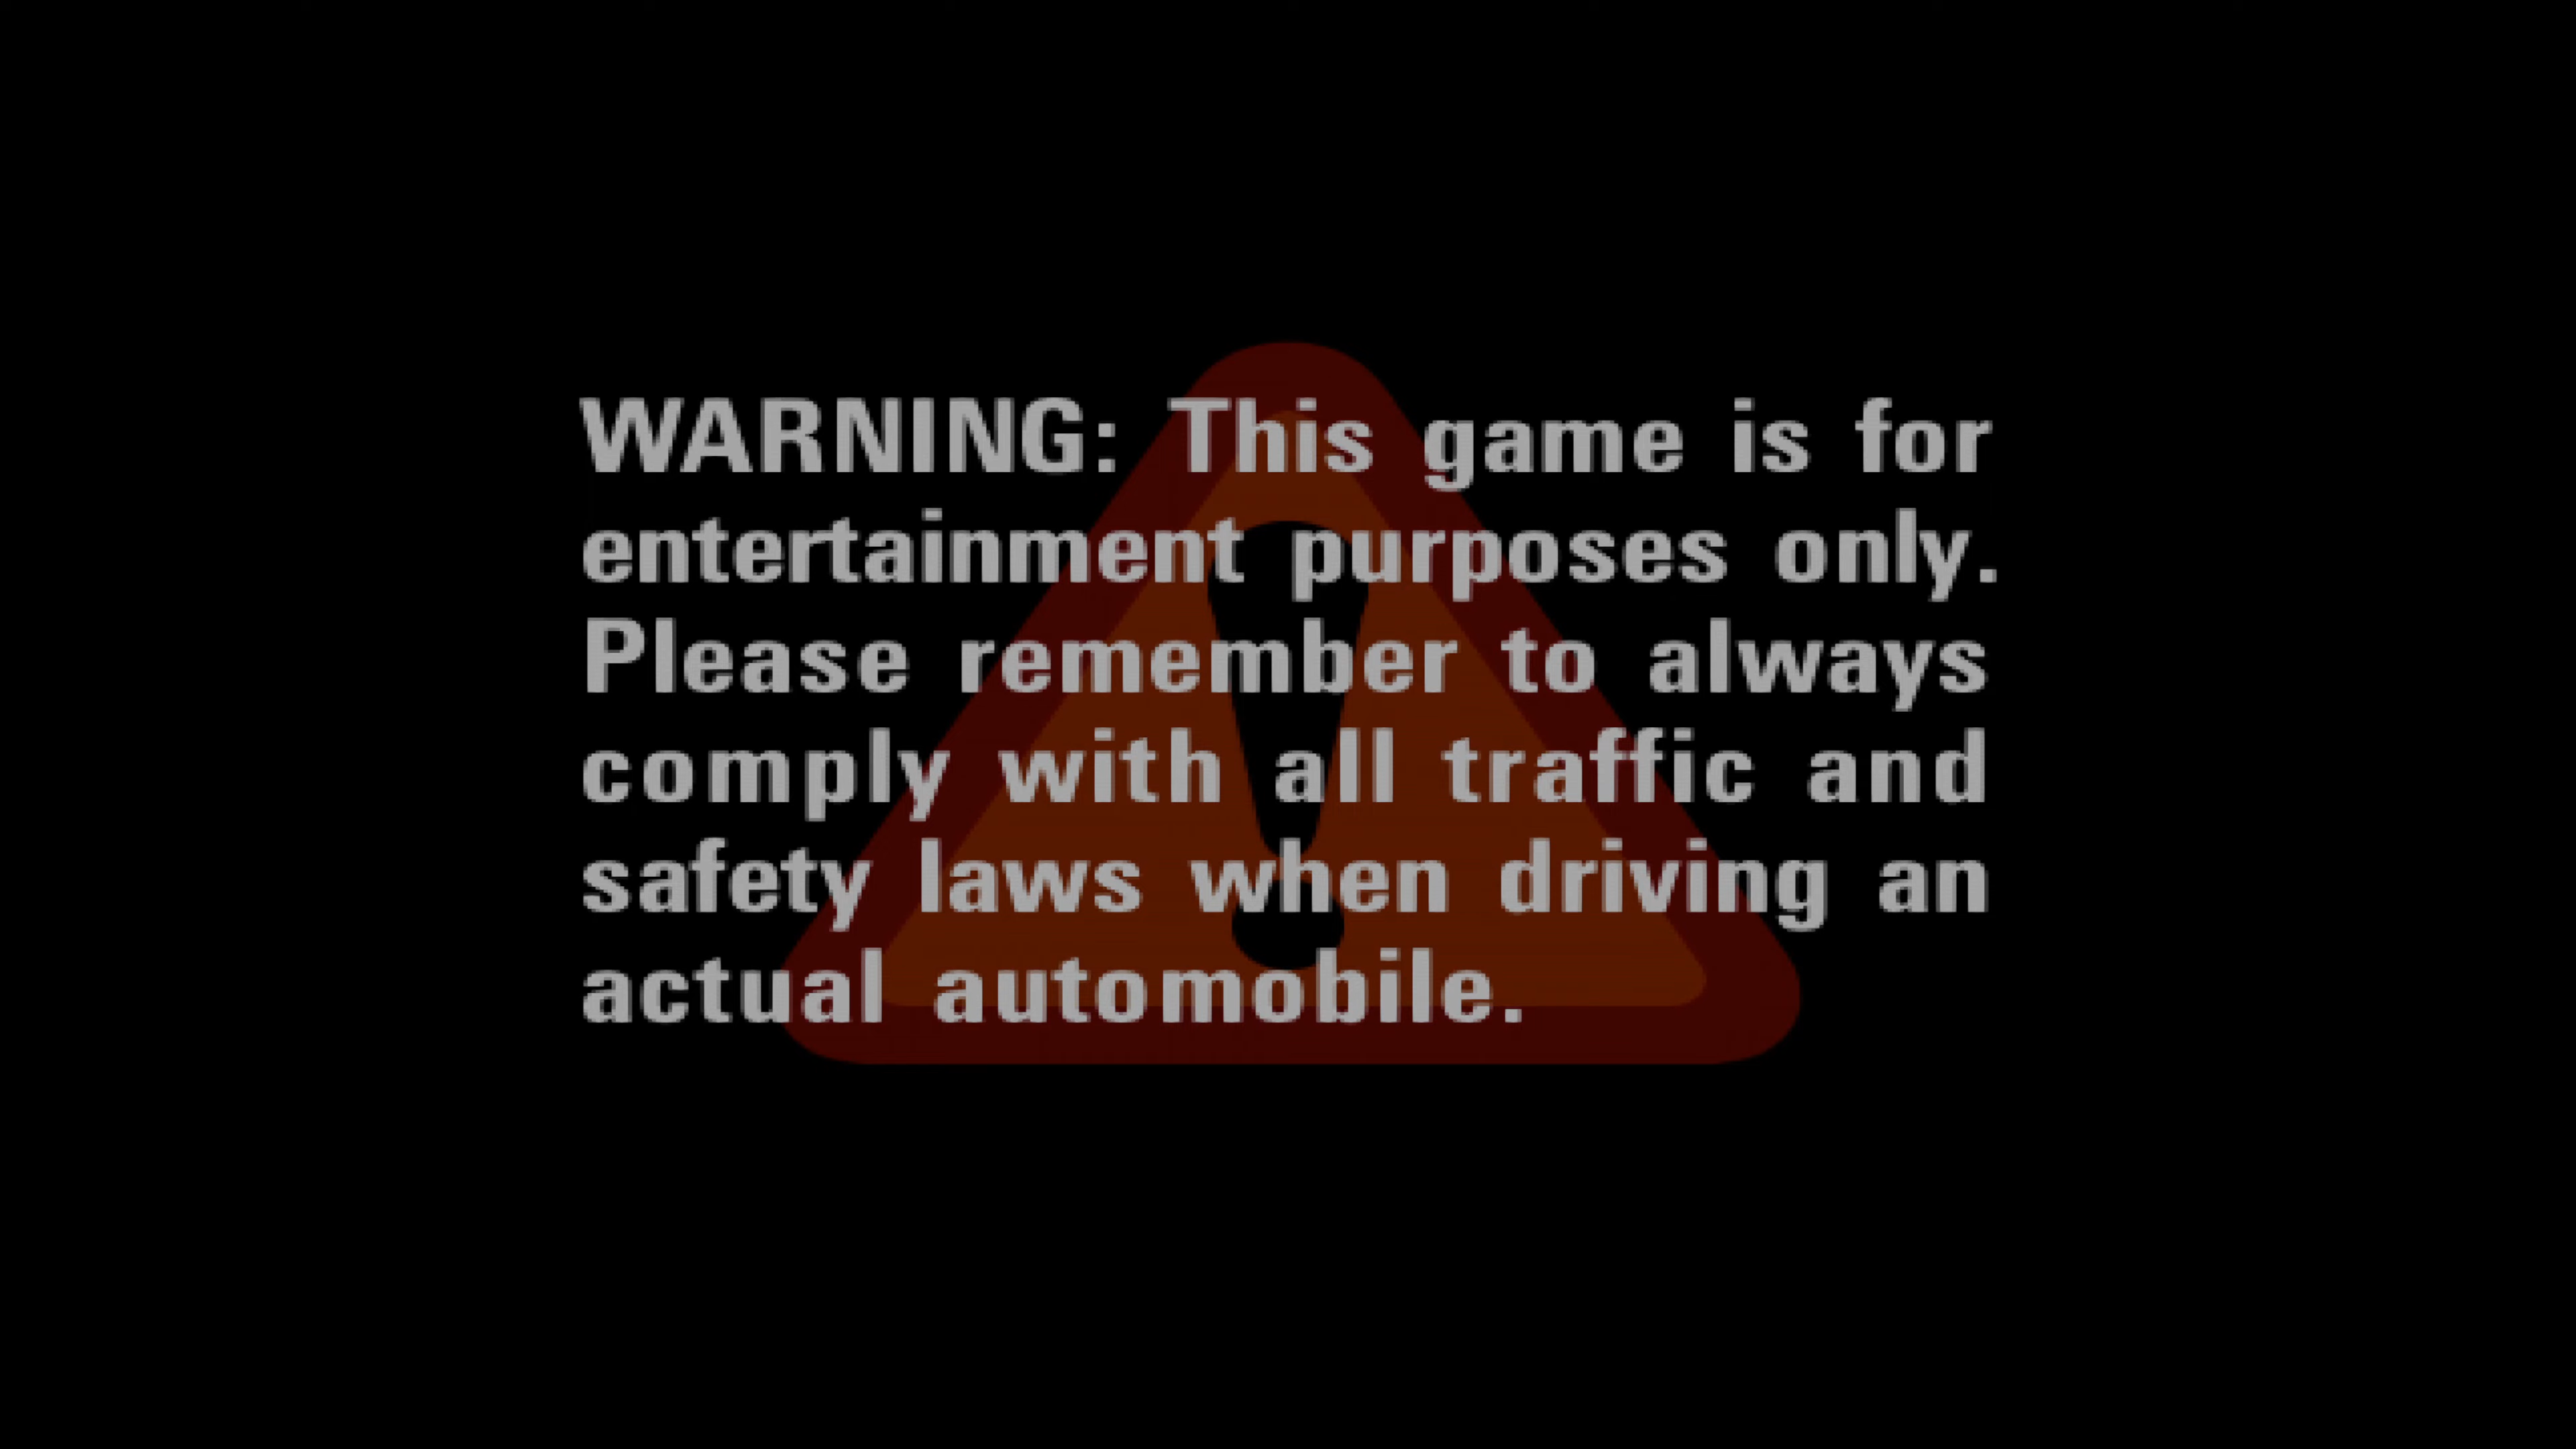 WARNING: This game is for
entertainment purposes only.
Please remember to always
comply with all traffic and
safety laws when driving an
actual automobile.